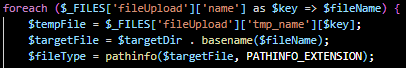 foreach ($_FILES['fileUpload']['name'] as $key => $fileName) {
$tempFile = $_FILES['fileUpload']['tmp_name'][$key];
$targetFile = $targetDir . basename($fileName);
$fileType = pathinfo($targetFile, PATHINFO_EXTENSION);